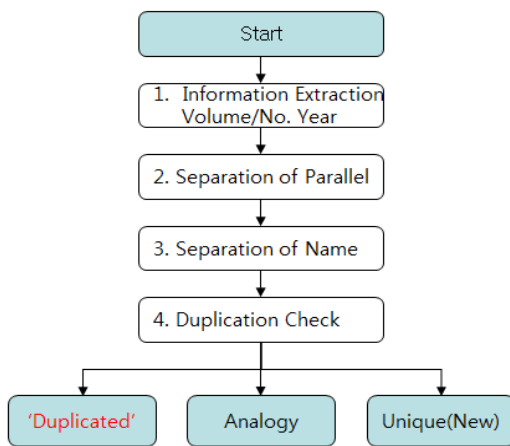 Start
1. Information Extraction
Volume/No. Year
2. Separation of Parallel
3. Separation of Name
4. Duplication Check
'Duplicated'
Analogy
Unique(New)